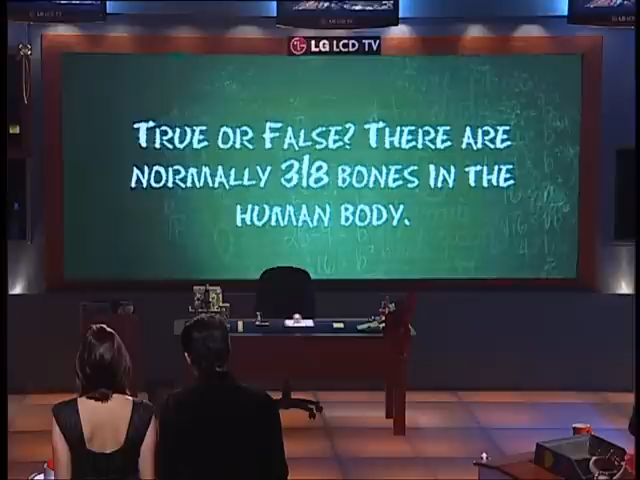 LG LCD TV
TRUE OR FALSE? THERE ARE
NORMALLY 318 BONES IN THE
HUMAN BODY.